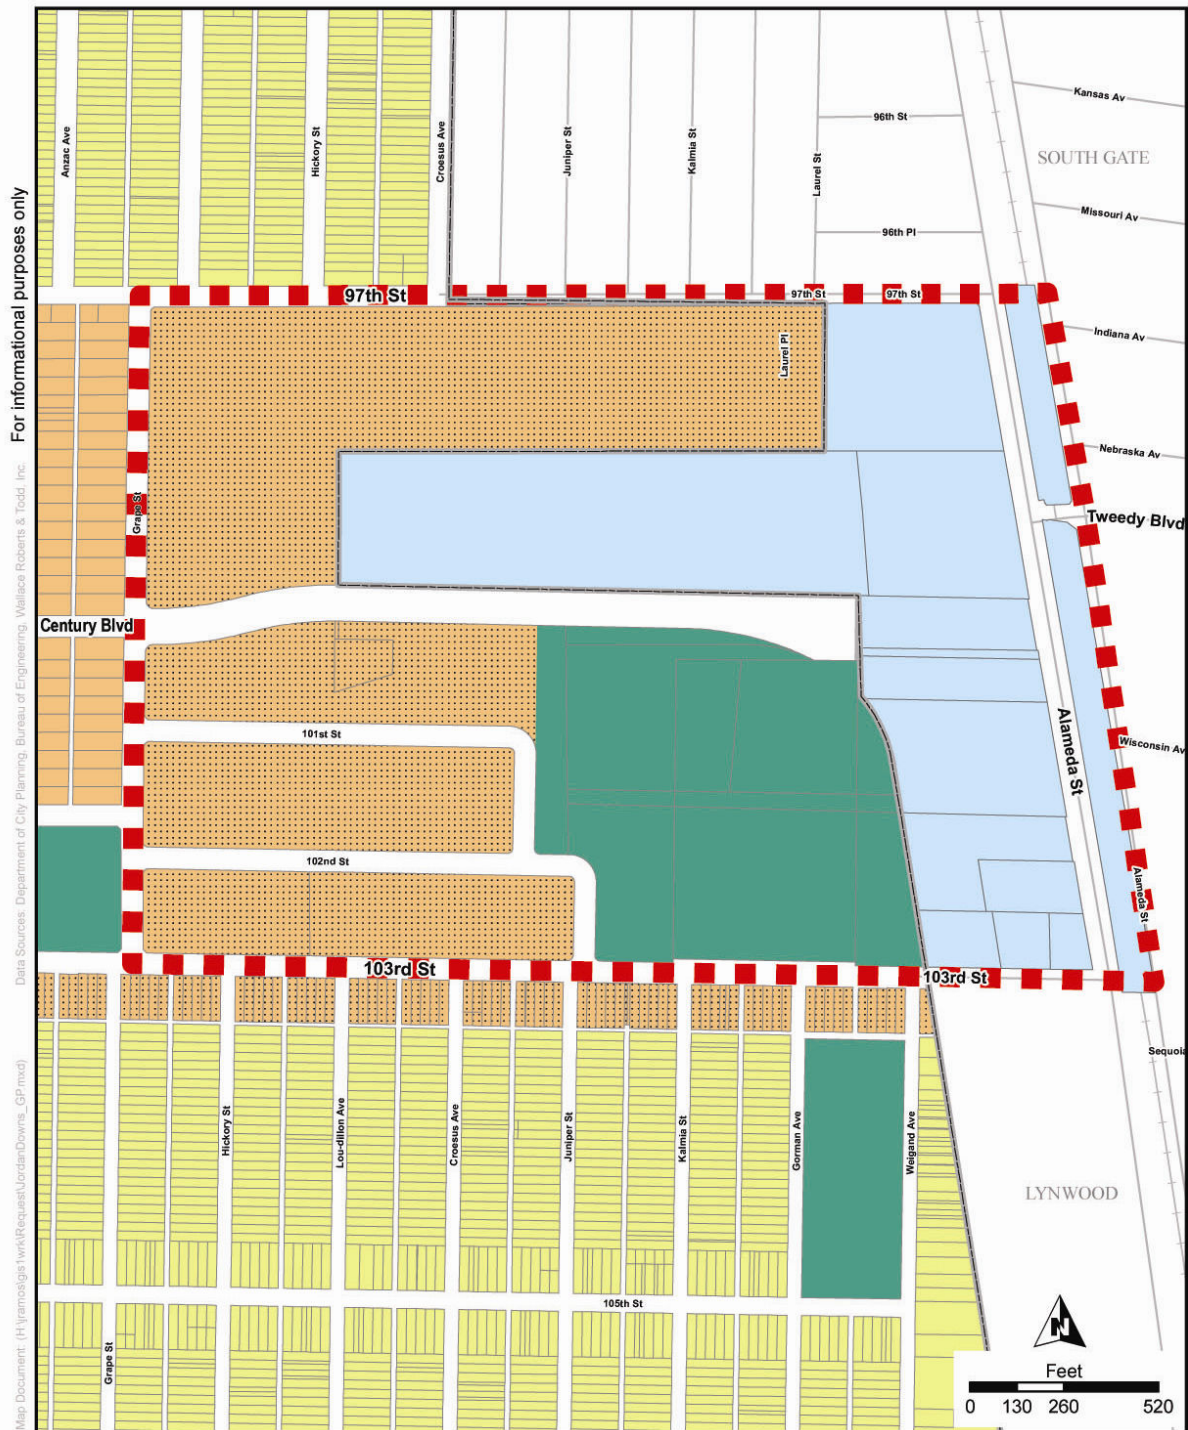 For informational purposes only
Data Sources: Department of City Planning, Bureau of Engineering, Wallace Roberts & Todd, Inc.
Map Document: (H:\jramos\gis1wrk\Request\JordanDowns_GP.mxd)
Anzac Ave
Hickory St
Croesus Ave
Juniper St
Kalmia St
Laurel St
96th St
96th Pl
Kansas Av
SOUTH GATE
Missouri Av
97th St
97th St
97th St
Laurel Pl
Indiana Av
Nebraska Av
Grape St
Tweedy Blvd
Century Blvd
101st St
Alameda St
Wisconsin Av
102nd St
Alameda St
103rd St
103rd St
Sequoia
Hickory St
Lou-dillon Ave
Croesus Ave
Juniper St
Kalmia St
Gorman Ave
Weigand Ave
LYNWOOD
105th St
Grape St
N
Feet
0 130 260 520